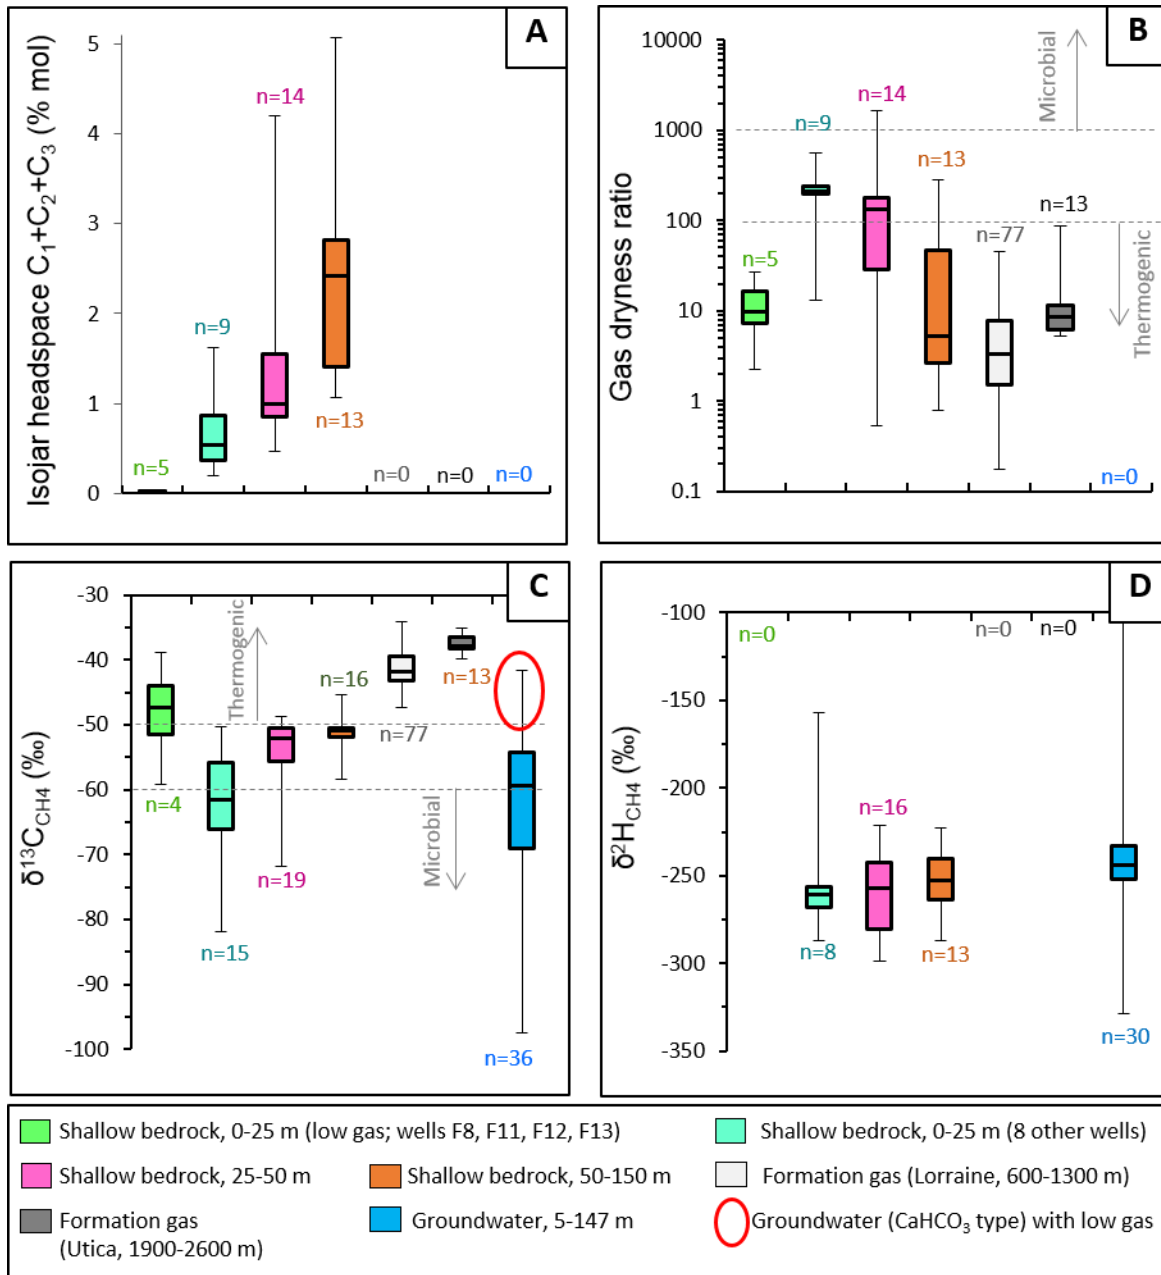 A
Isojar headspace C₁+C₂+C₃ (% mol)
5
4
3
2
1
0
n=5
n=9
n=14
n=13
n=0
n=0
n=0
B
Gas dryness ratio
10000
1000
100
10
1
0.1
Microbial
Thermogenic
n=5
n=9
n=14
n=13
n=77
n=13
n=0
C
δ¹³C_CH4 (‰)
-30
-40
-50
-60
-70
-80
-90
-100
Thermogenic
Microbial
n=4
n=15
n=19
n=16
n=77
n=13
n=36
D
δ²H_CH4 (‰)
-100
-150
-200
-250
-300
-350
n=0
n=8
n=16
n=13
n=0
n=0
n=30
Shallow bedrock, 0-25 m (low gas; wells F8, F11, F12, F13)
Shallow bedrock, 0-25 m (8 other wells)
Shallow bedrock, 25-50 m
Shallow bedrock, 50-150 m
Formation gas (Lorraine, 600-1300 m)
Formation gas
(Utica, 1900-2600 m)
Groundwater, 5-147 m
Groundwater (CaHCO₃ type) with low gas